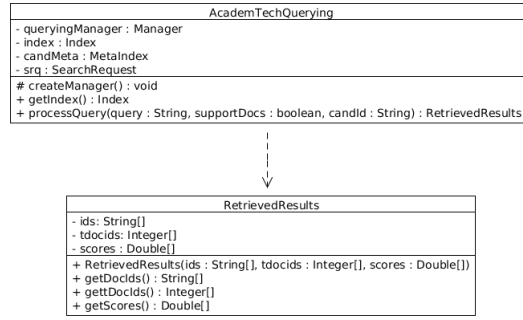 AcademTechQuerying
- queryingManager : Manager
- index : Index
- candMeta : MetaIndex
- srq : SearchRequest
# createManager() : void
+ getIndex() : Index
+ processQuery(query : String, supportDocs : boolean, candId : String) : RetrievedResults
RetrievedResults
- ids: String[]
- tdocids: Integer[]
- scores : Double[]
+ RetrievedResults(ids : String[], tdocids : Integer[], scores : Double[])
+ getDocIds() : String[]
+ gettDocIds() : Integer[]
+ getScores() : Double[]